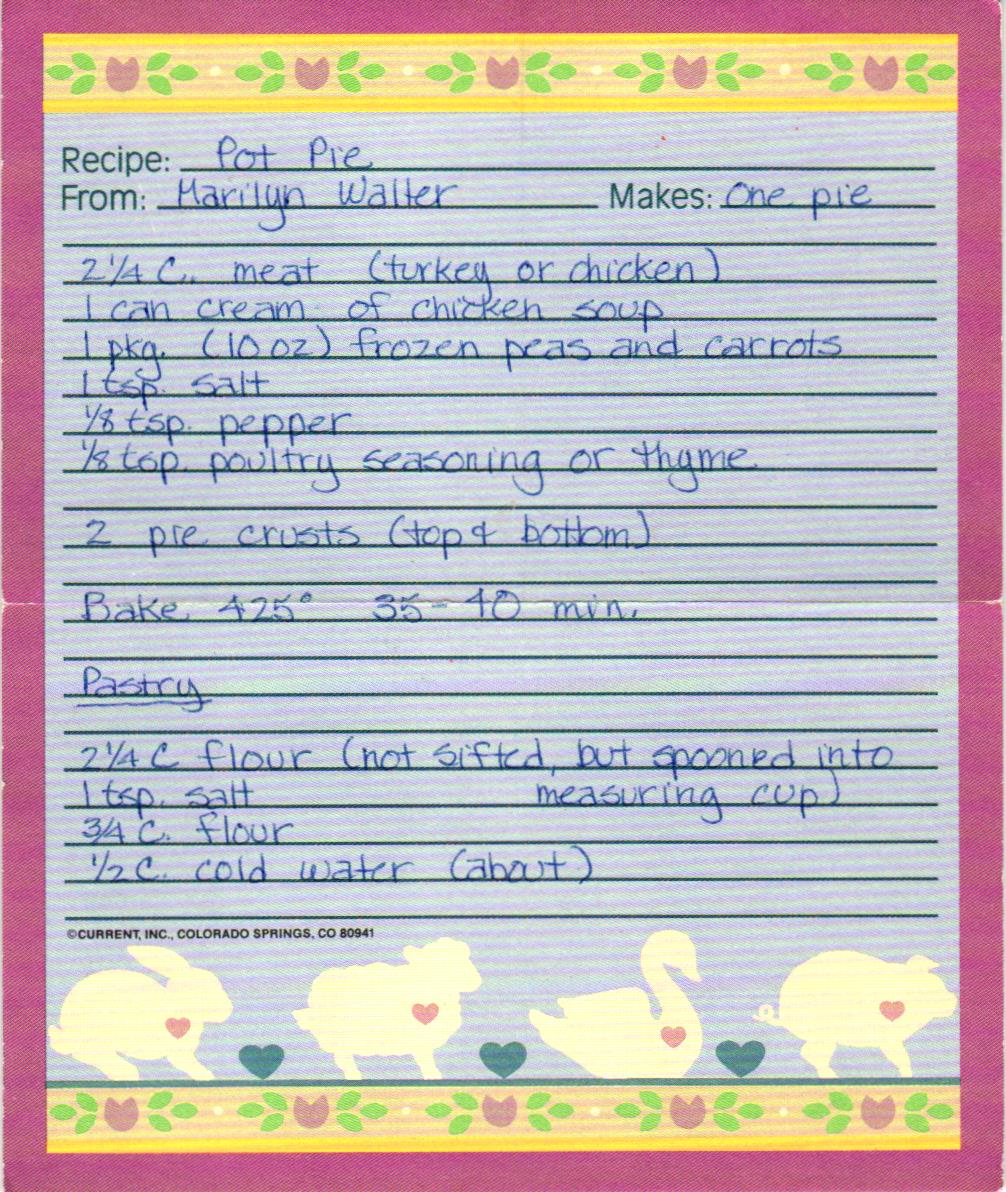 Recipe: Pot Pie
From: Marilyn Walter Makes: One pie
2 1/4 C. meat (turkey or chicken)
1 can cream of chicken soup
1 pkg. (10 oz) frozen peas and carrots
1 tsp. salt
1/8 tsp. pepper
1/8 tsp. poultry seasoning or thyme
2 pie crusts (top & bottom)
Bake 425° 35-40 min.
Pastry
2 1/4 C flour (not sifted, but spooned into
1 tsp. salt measuring cup)
3/4 C. flour
1/2 C. cold water (about)
©CURRENT, INC., COLORADO SPRINGS, CO 80941